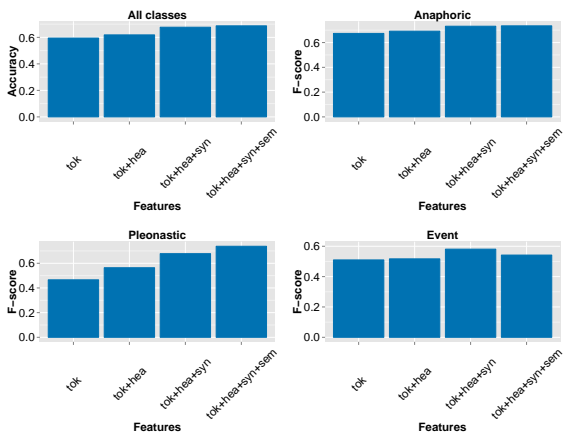 All classes
Accuracy
0.6
0.4
0.2
0.0
tok
tok+hea
tok+hea+syn
tok+hea+syn+sem
Features
Anaphoric
F−score
0.6
0.4
0.2
0.0
tok
tok+hea
tok+hea+syn
tok+hea+syn+sem
Features
Pleonastic
F−score
0.6
0.4
0.2
0.0
tok
tok+hea
tok+hea+syn
tok+hea+syn+sem
Features
Event
F−score
0.6
0.4
0.2
0.0
tok
tok+hea
tok+hea+syn
tok+hea+syn+sem
Features